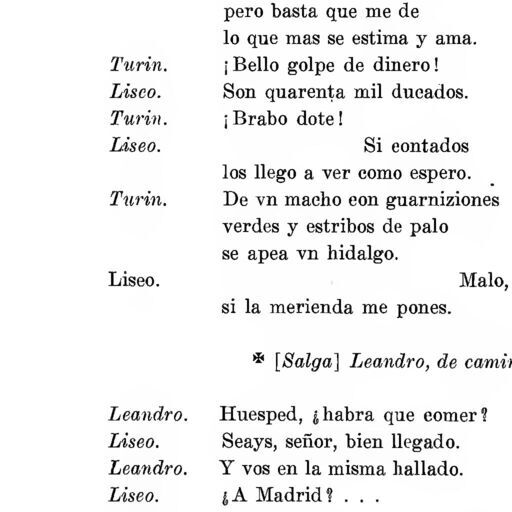 pero basta que me de
lo que mas se estima y ama.
Turin. ¡Bello golpe de dinero!
Liseo. Son quarenta mil ducados.
Turin. ¡Brabo dote!
Liseo. Si contados
los llego a ver como espero.
Turin. De vn macho con guarniziones
verdes y estribos de palo
se apea vn hidalgo.
Liseo. Malo,
si la merienda me pones.
✠ [Salga] Leandro, de
Leandro. Huesped, ¿habra que comer?
Liseo. Seays, señor, bien llegado.
Leandro. Y vos en la misma hallado.
Liseo. ¿A Madrid? . . .